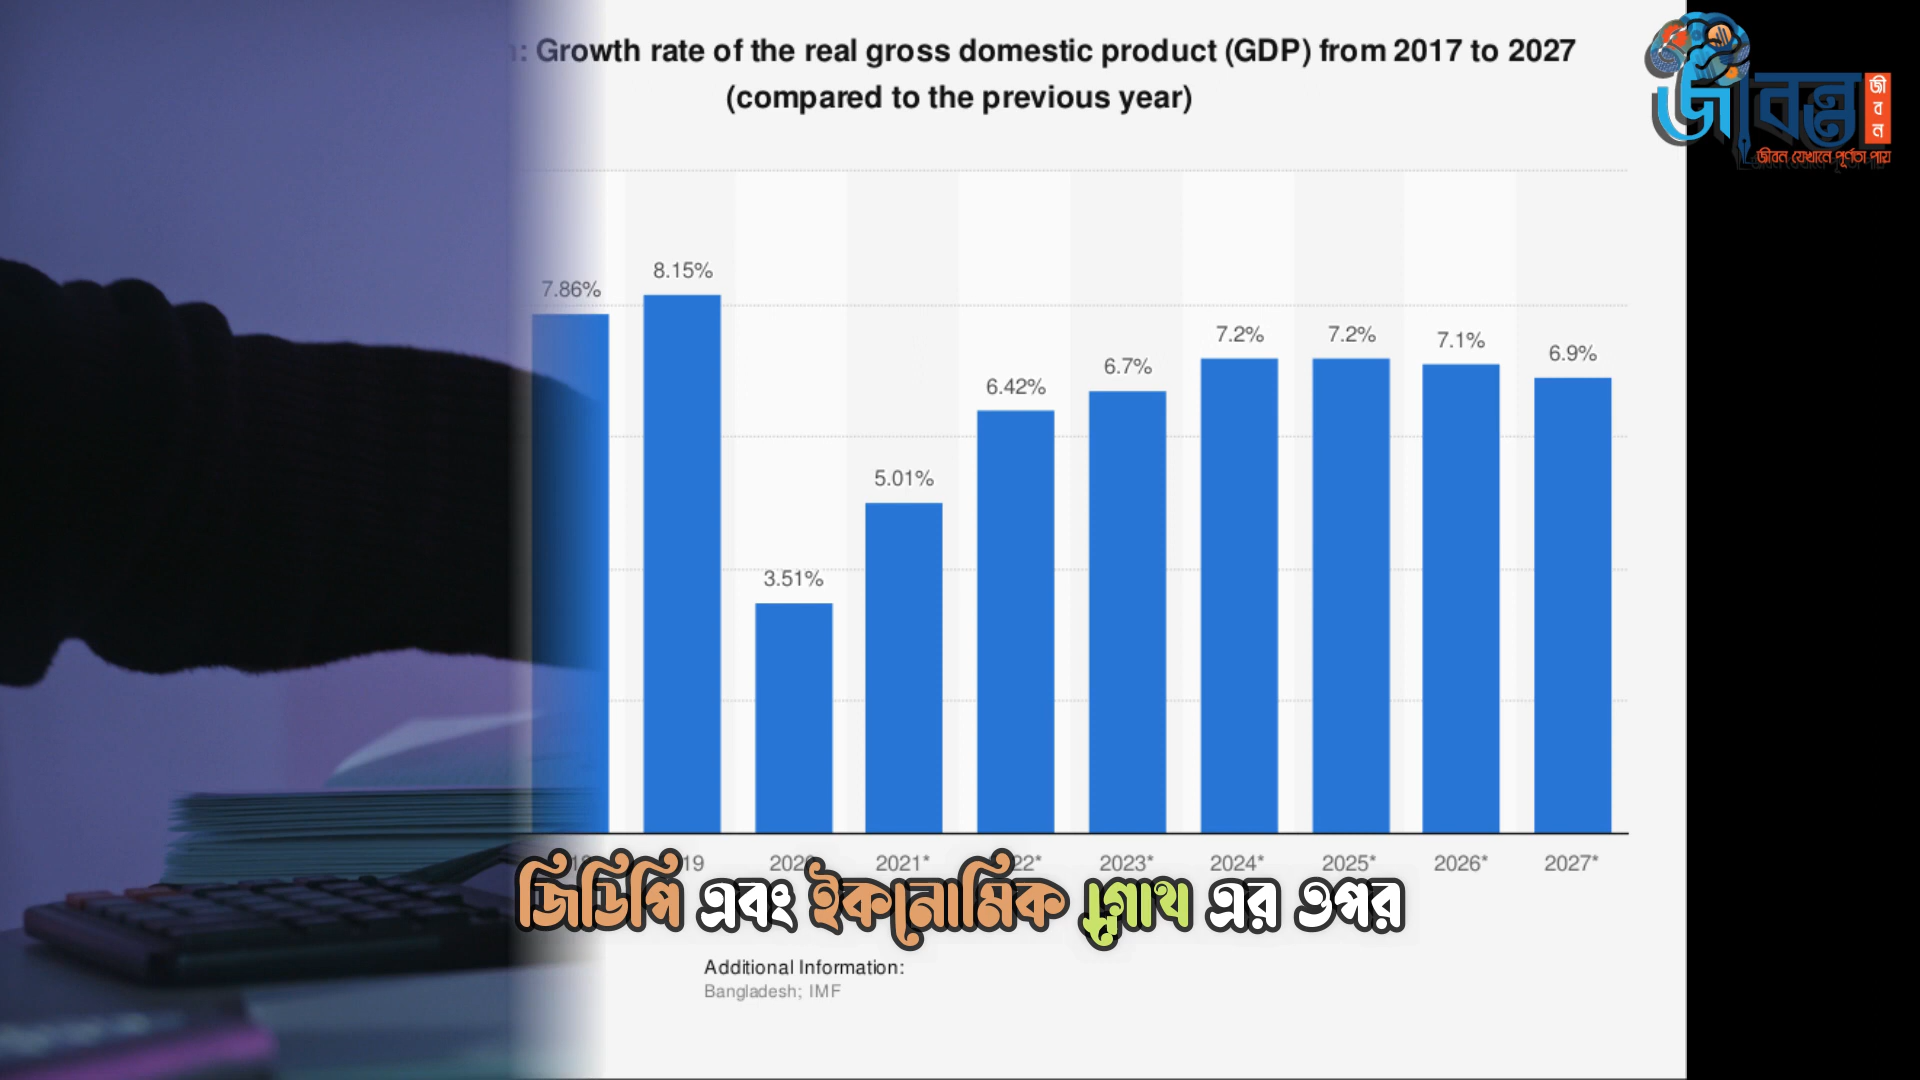 : Growth rate of the real gross domestic product (GDP) from 2017 to 2027
(compared to the previous year)
জীবন্ত
জীবন
জীবন যেখানে পূর্ণতা পায়
7.86%
8.15%
3.51%
5.01%
6.42%
6.7%
7.2%
7.2%
7.1%
6.9%
2021*
2023*
2024*
2025*
2026*
2027*
জিডিপি এবং ইকনোমিক গ্রোথ এর ওপর
Additional Information:
Bangladesh; IMF